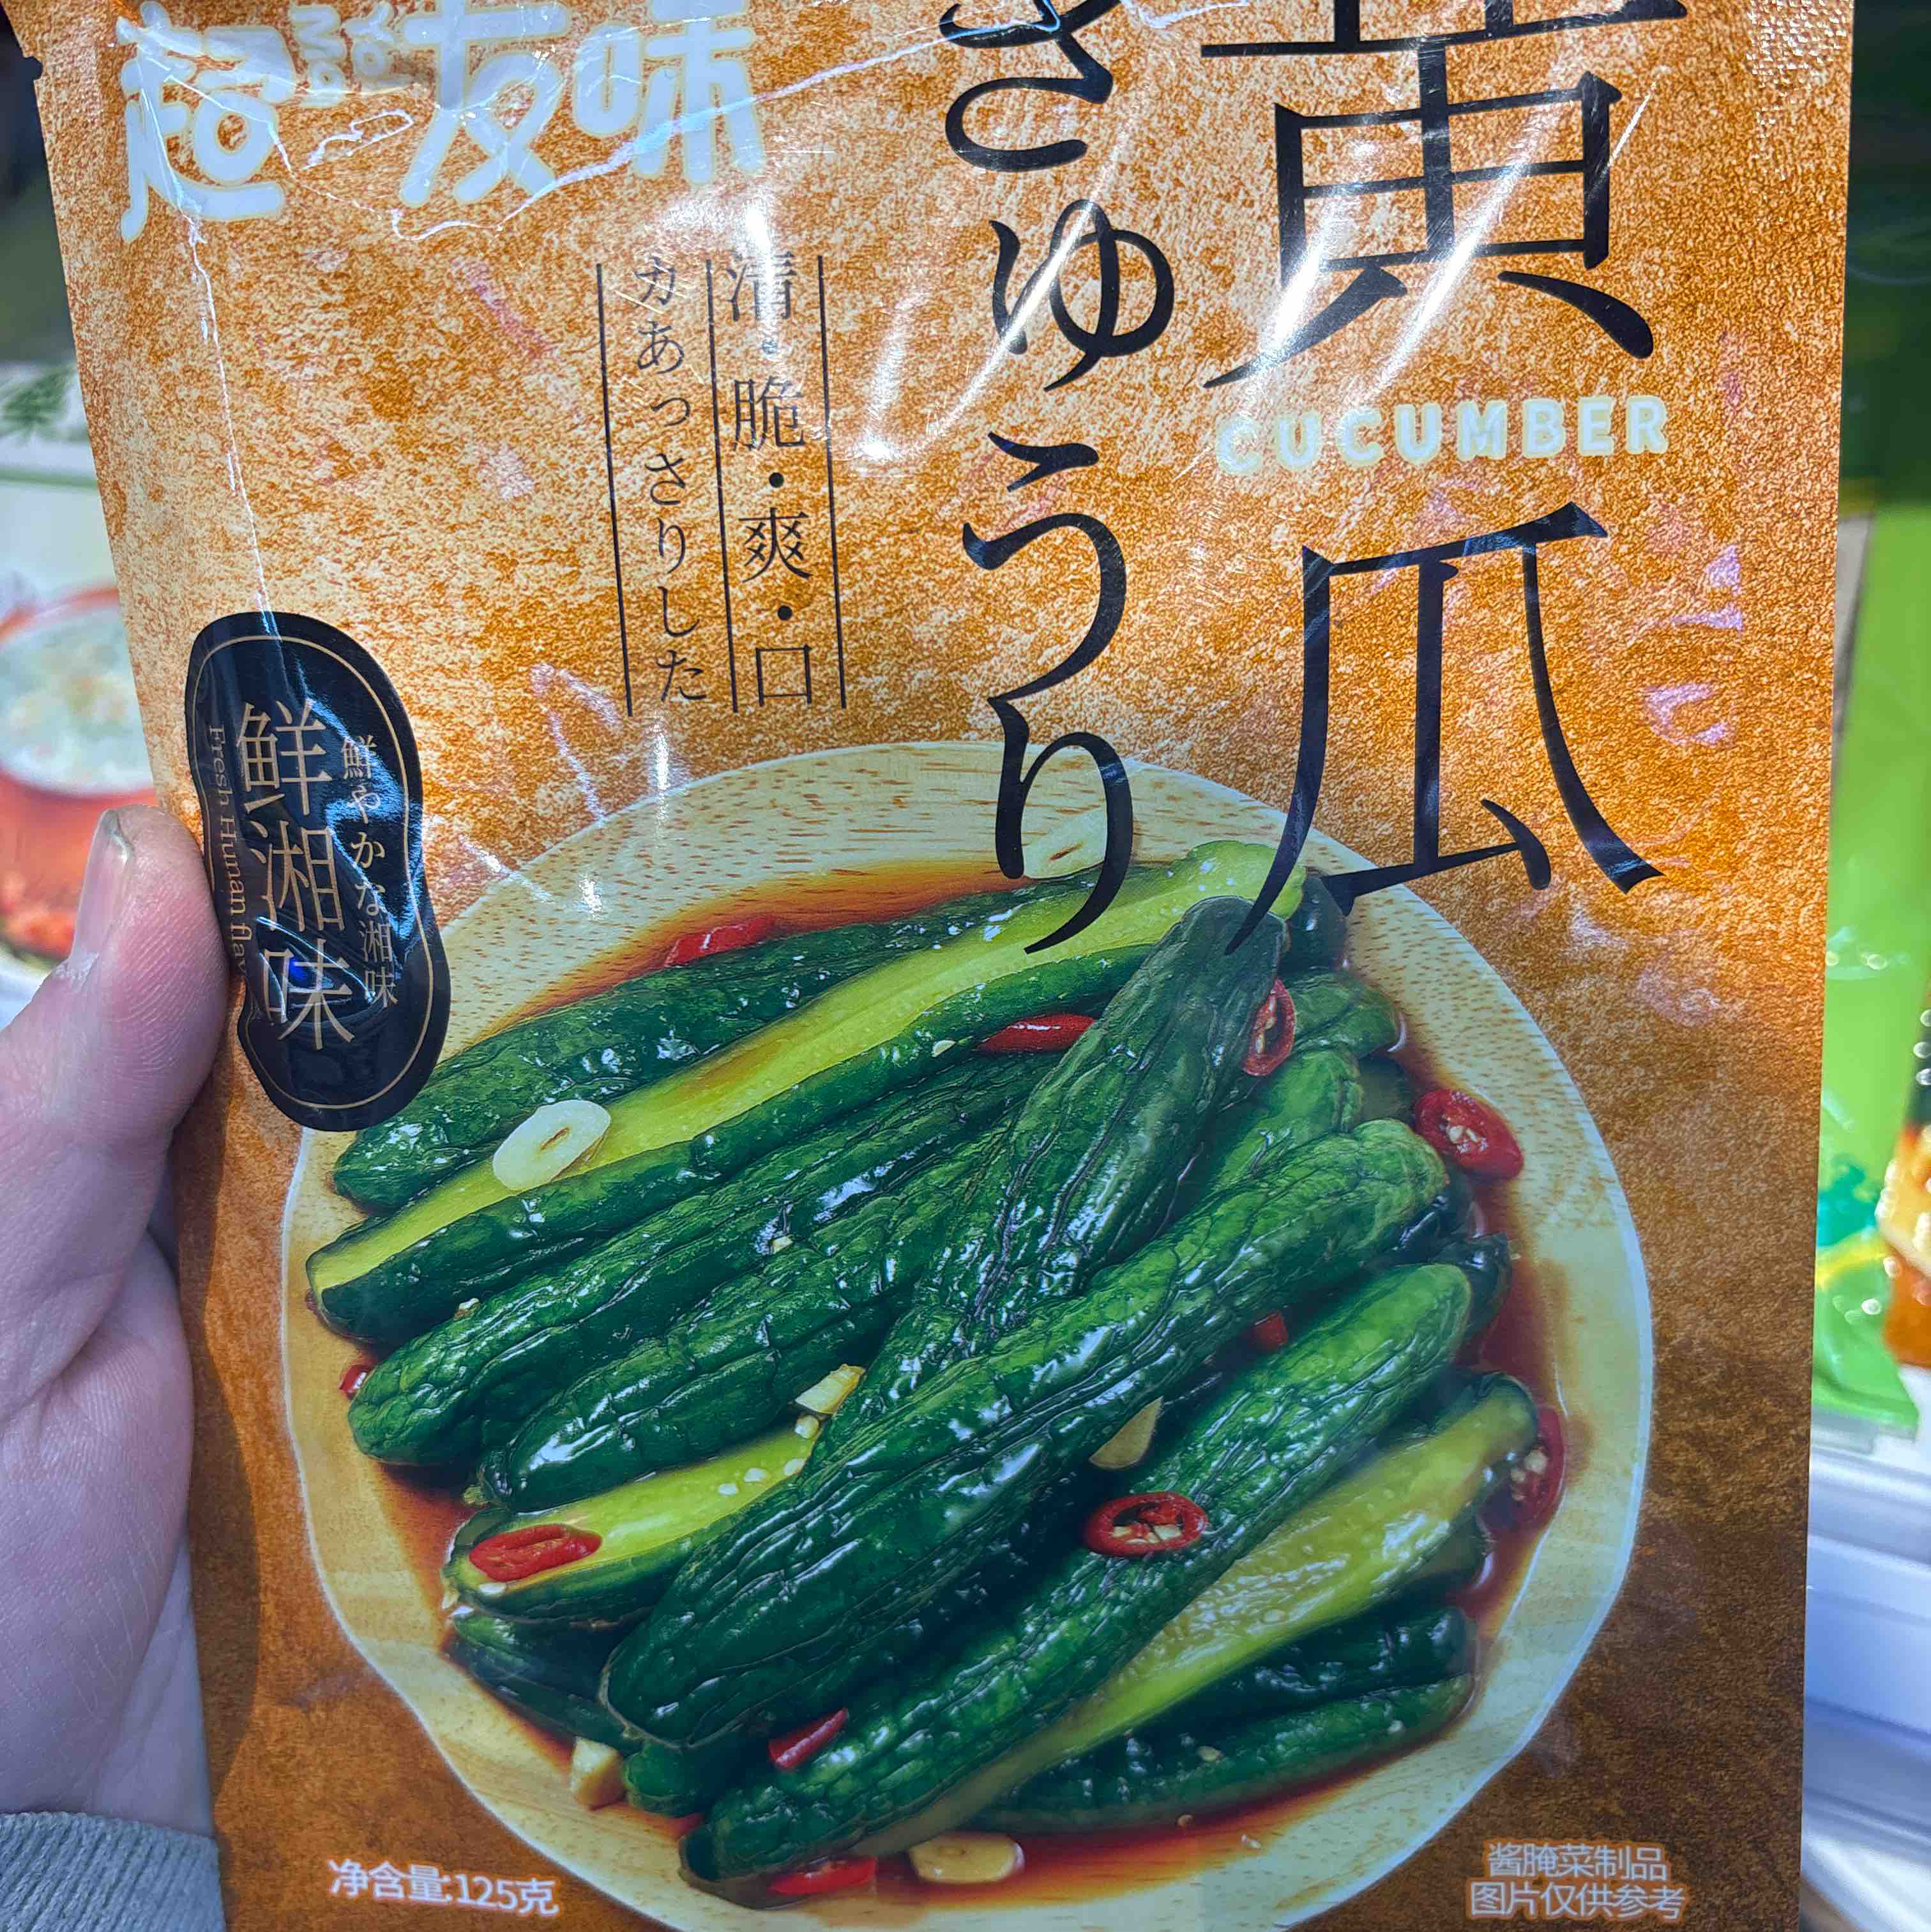 超友味
黄瓜
きゅうり
CUCUMBER
清·脆·爽·口
カあっさりした
鮮やかな湘味
鲜湘味
Fresh Hunan fla
净含量:125克
酱腌菜制品
图片仅供参考